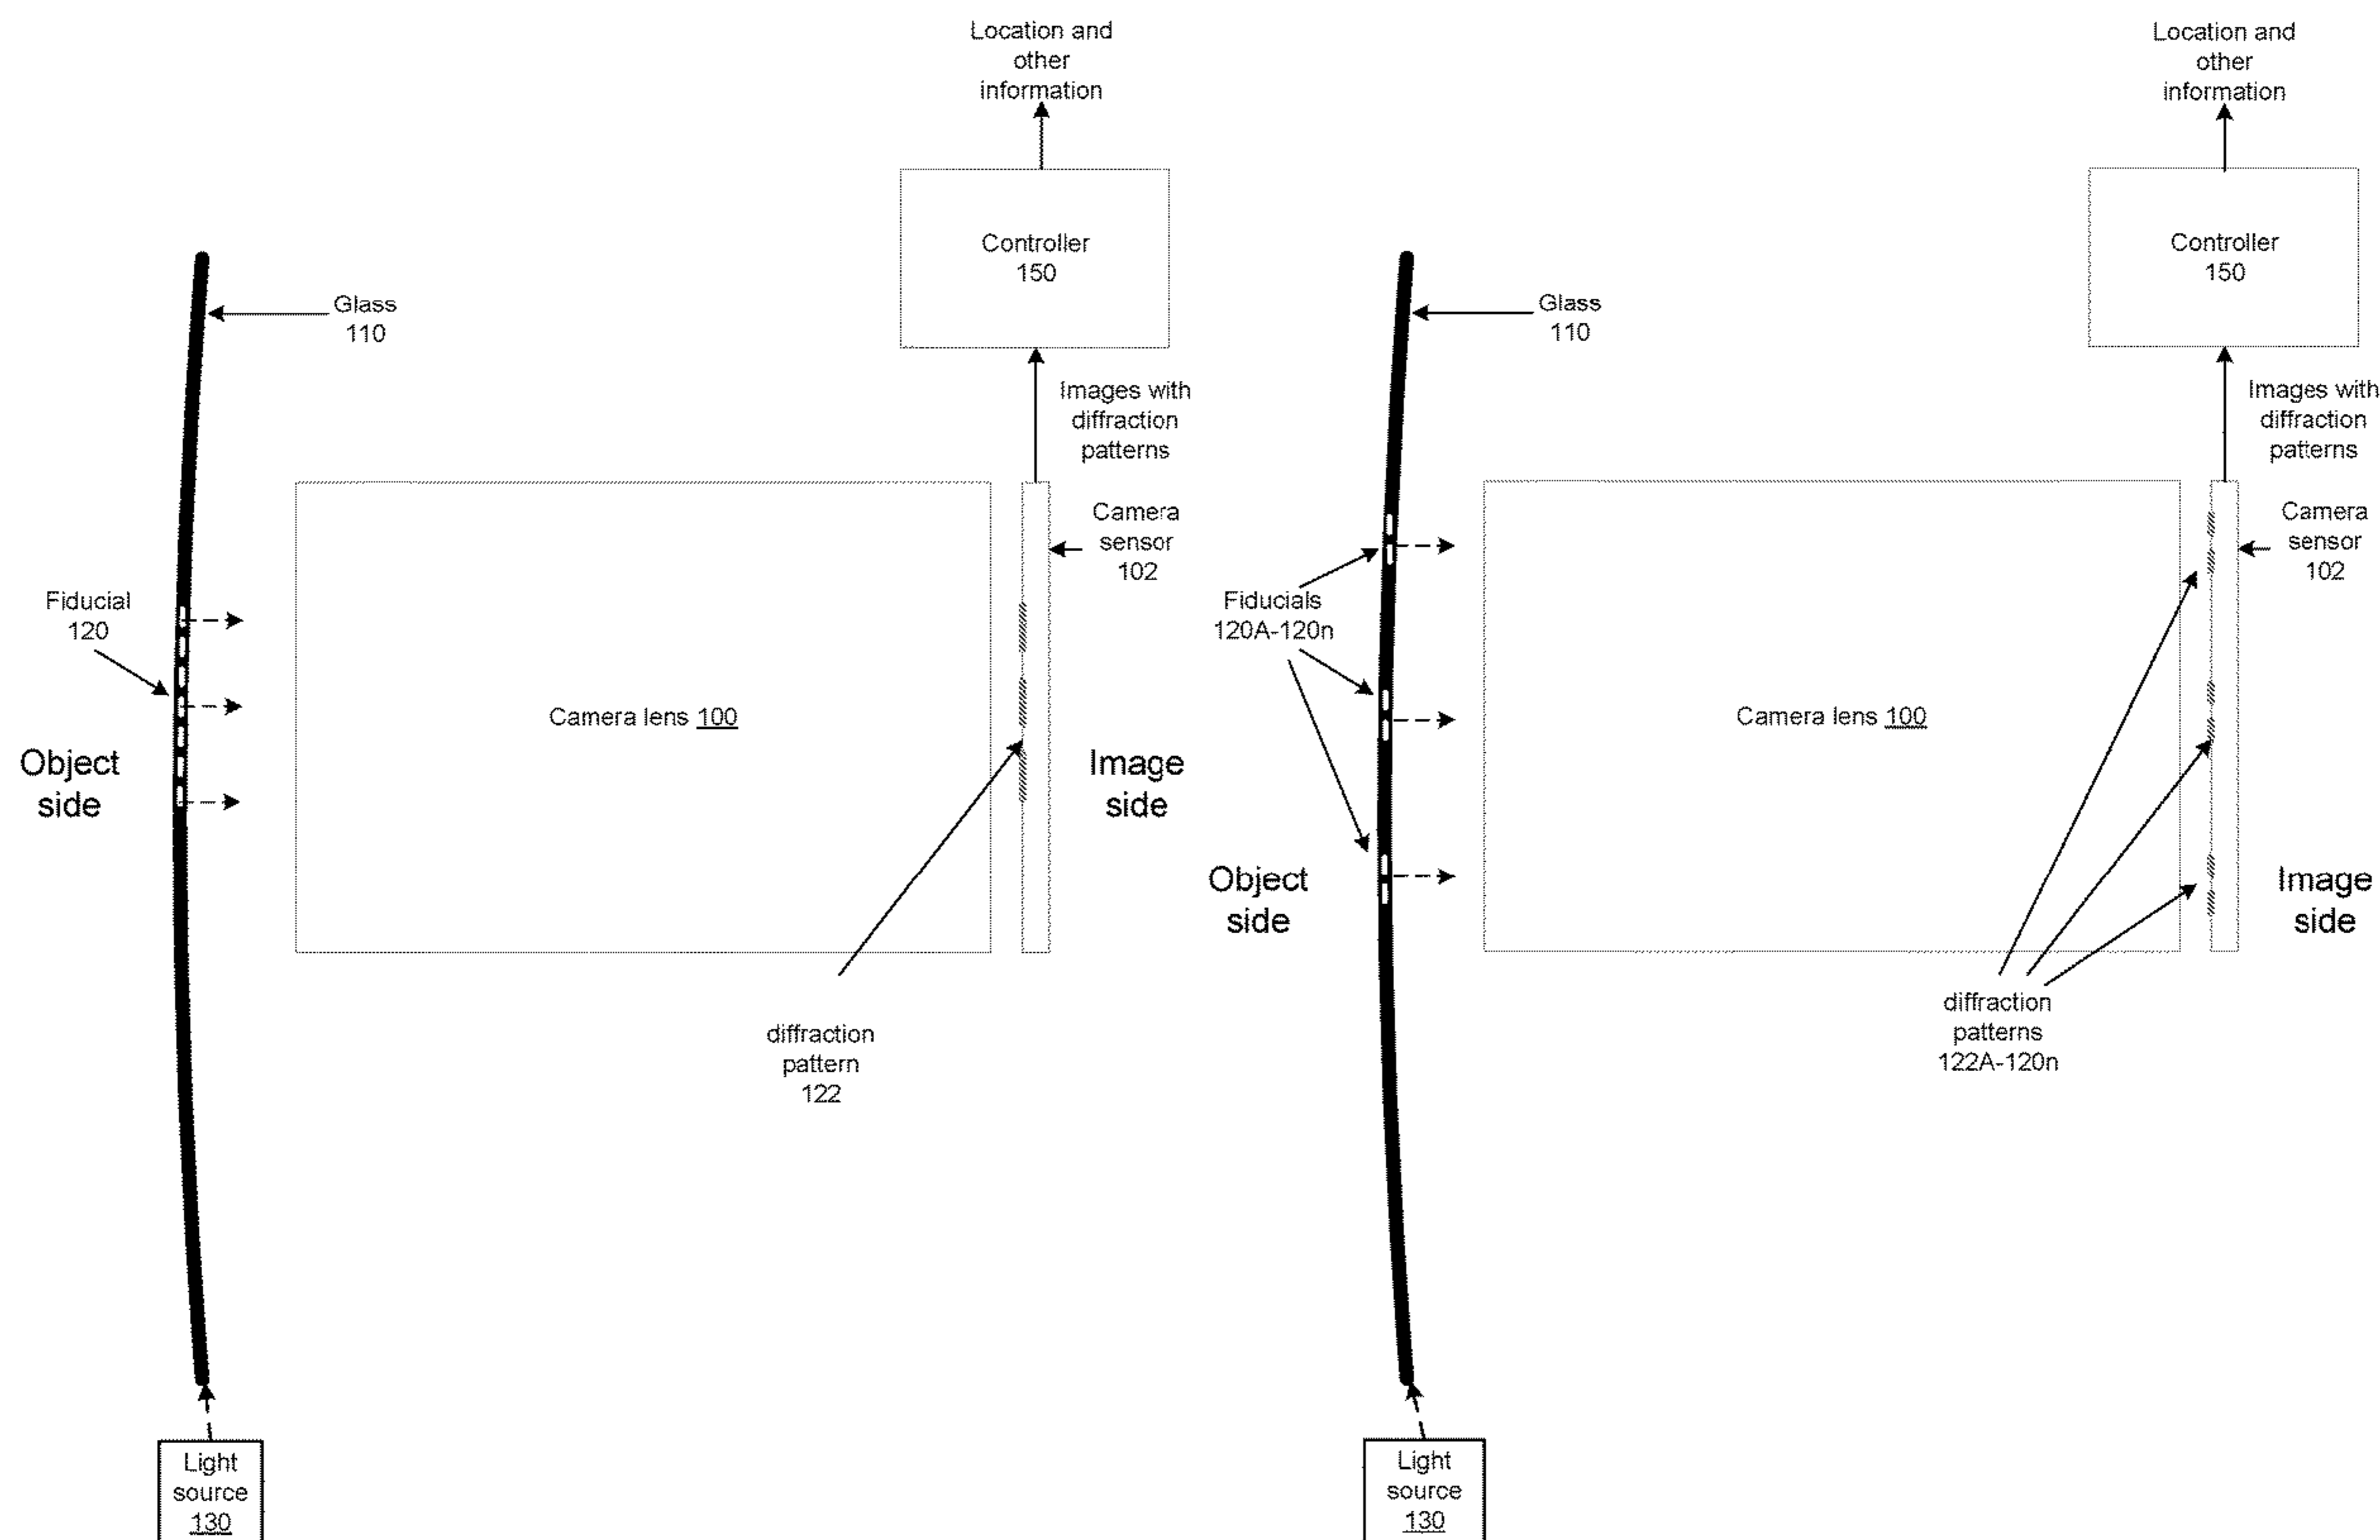 Location and
other
information
Controller
150
Glass
110
Images with
diffraction
patterns
Camera
sensor
102
Fiducial
120
Camera lens 100
Object
side
Image
side
diffraction
pattern
122
Light
source
130
Location and
other
information
Controller
150
Glass
110
Images with
diffraction
patterns
Camera
sensor
102
Fiducials
120A-120n
Camera lens 100
Object
side
Image
side
diffraction
patterns
122A-120n
Light
source
130